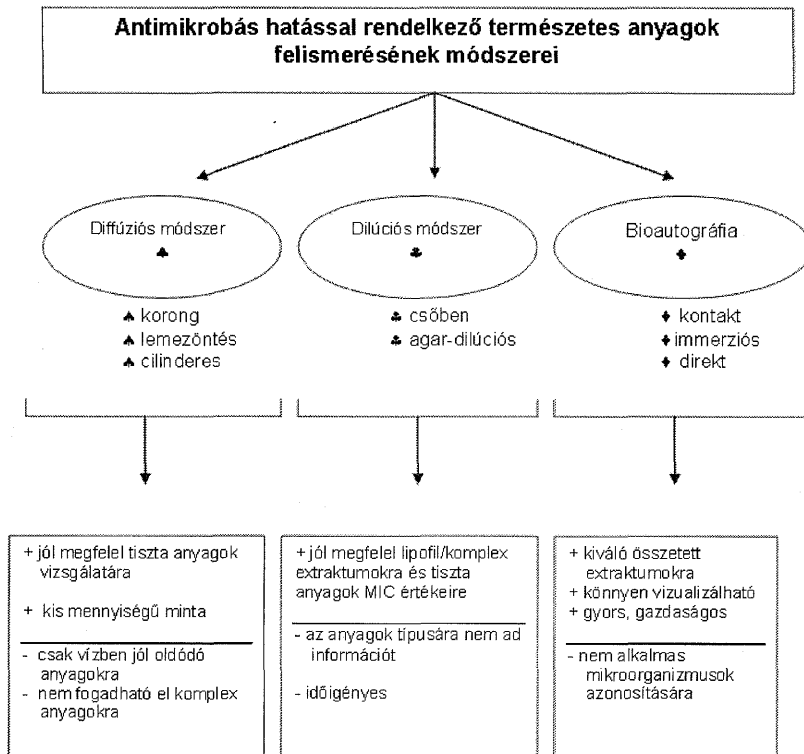 Antimikrobás hatással rendelkező természetes anyagok
felismerésének módszerei
Diffúziós módszer
♠
♠ korong
♠ lemezöntés
♠ cilinderes
Dilúciós módszer
♣
♣ csőben
♣ agar-dilúciós
Bioautográfia
♦
♦ kontakt
♦ immerziós
♦ direkt
+ jól megfelel tiszta anyagok
vizsgálatára
+ kis mennyiségű minta
- csak vízben jól oldódó
anyagokra
- nem fogadható el komplex
anyagokra
+ jól megfelel lipofil/komplex
extraktumokra és tiszta
anyagok MIC értékeire
- az anyagok típusára nem ad
információt
- időigényes
+ kiváló összetett
extraktumokra
+ könnyen vizualizálható
+ gyors, gazdaságos
- nem alkalmas
mikroorganizmusok
azonosítására